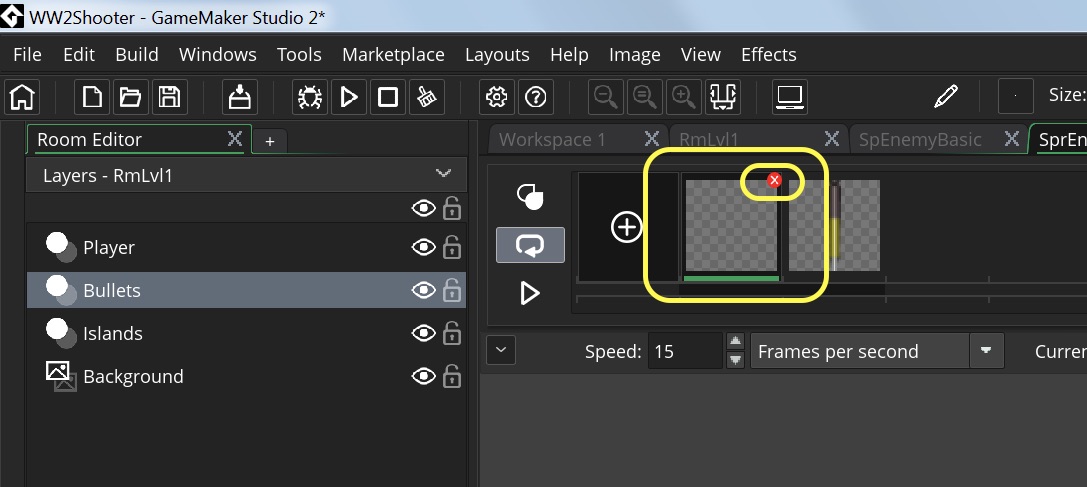 WW2Shooter - GameMaker Studio 2*
File Edit Build Windows Tools Marketplace Layouts Help Image View Effects
Size:
Room Editor
Workspace 1 RmLvl1 SpEnemyBasic SprEn
Layers - RmLvl1
Player
Bullets
Islands
Background
Speed: 15 Frames per second Curren